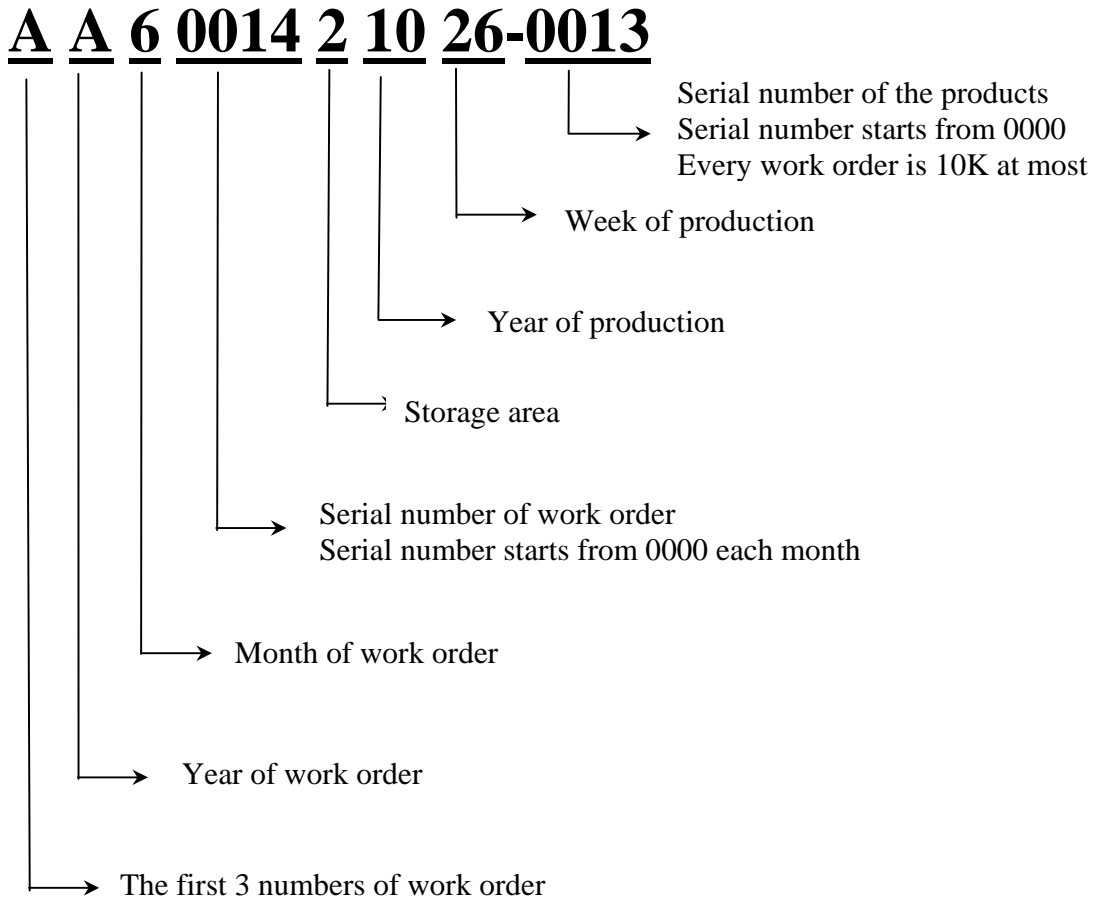 A A 6 0014 2 10 26-0013
Serial number of the products
Serial number starts from 0000
Every work order is 10K at most
Week of production
Year of production
Storage area
Serial number of work order
Serial number starts from 0000 each month
Month of work order
Year of work order
The first 3 numbers of work order